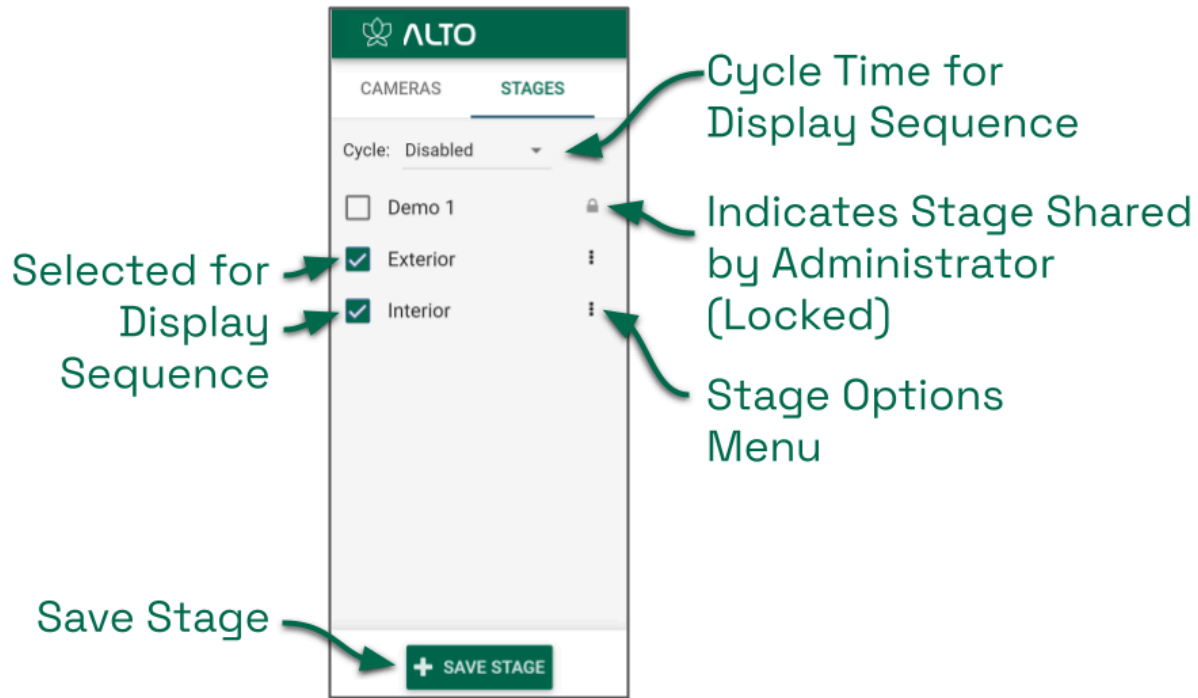 ALTO
CAMERAS STAGES
Cycle: Disabled
Demo 1
Exterior
Interior
+ SAVE STAGE
Selected for
Display
Sequence
Save Stage
Cycle Time for
Display Sequence
Indicates Stage Shared
by Administrator
(Locked)
Stage Options
Menu